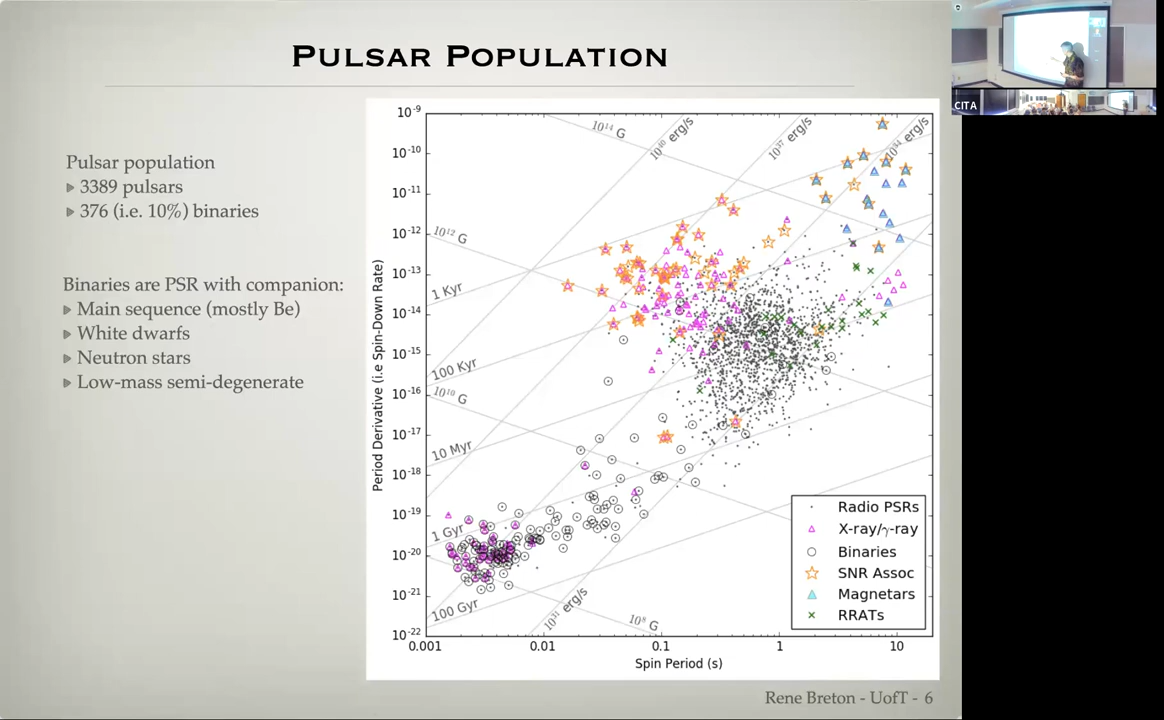 PULSAR POPULATION
CITA
Pulsar population
3389 pulsars
376 (i.e. 10%) binaries
Binaries are PSR with companion:
Main sequence (mostly Be)
White dwarfs
Neutron stars
Low-mass semi-degenerate
Period Derivative (i.e Spin-Down Rate)
10^-9
10^-10
10^-11
10^-12
10^-13
10^-14
10^-15
10^-16
10^-17
10^-18
10^-19
10^-20
10^-21
10^-22
10^14 G
10^40 erg/s
10^37 erg/s
10^34 erg/s
10^12 G
1 Kyr
100 Kyr
10^10 G
10 Myr
1 Gyr
100 Gyr
10^31 erg/s
10^8 G
Radio PSRs
X-ray/γ-ray
Binaries
SNR Assoc
Magnetars
RRATs
0.001
0.01
0.1
1
10
Spin Period (s)
Rene Breton - UofT - 6